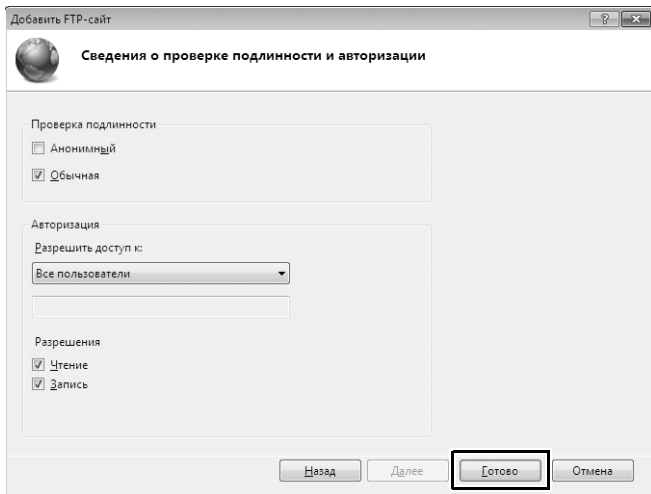 Добавить FTP-сайт
Сведения о проверке подлинности и авторизации
Проверка подлинности
Анонимный
Обычная
Авторизация
Разрешить доступ к:
Все пользователи
Разрешения
Чтение
Запись
Назад Далее Готово Отмена